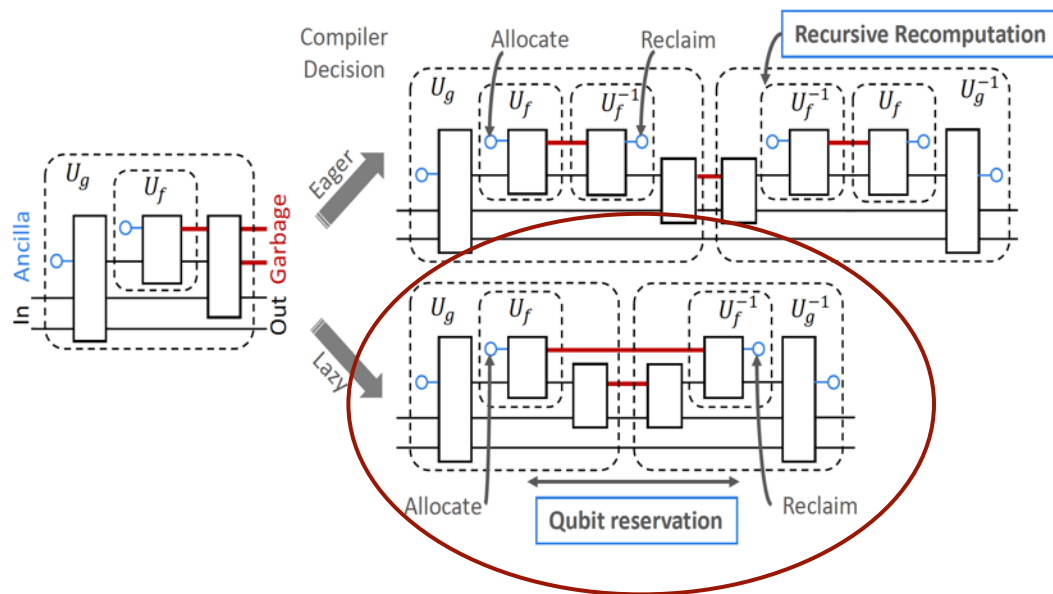 Compiler
Decision
Allocate
Reclaim
Recursive Recomputation
U_g
U_f
U_f^{-1}
U_f^{-1}
U_f
U_g^{-1}
Eager
U_g
U_f
Ancilla
Garbage
In
Out
Lazy
U_g
U_f
U_f^{-1}
U_g^{-1}
Allocate
Qubit reservation
Reclaim